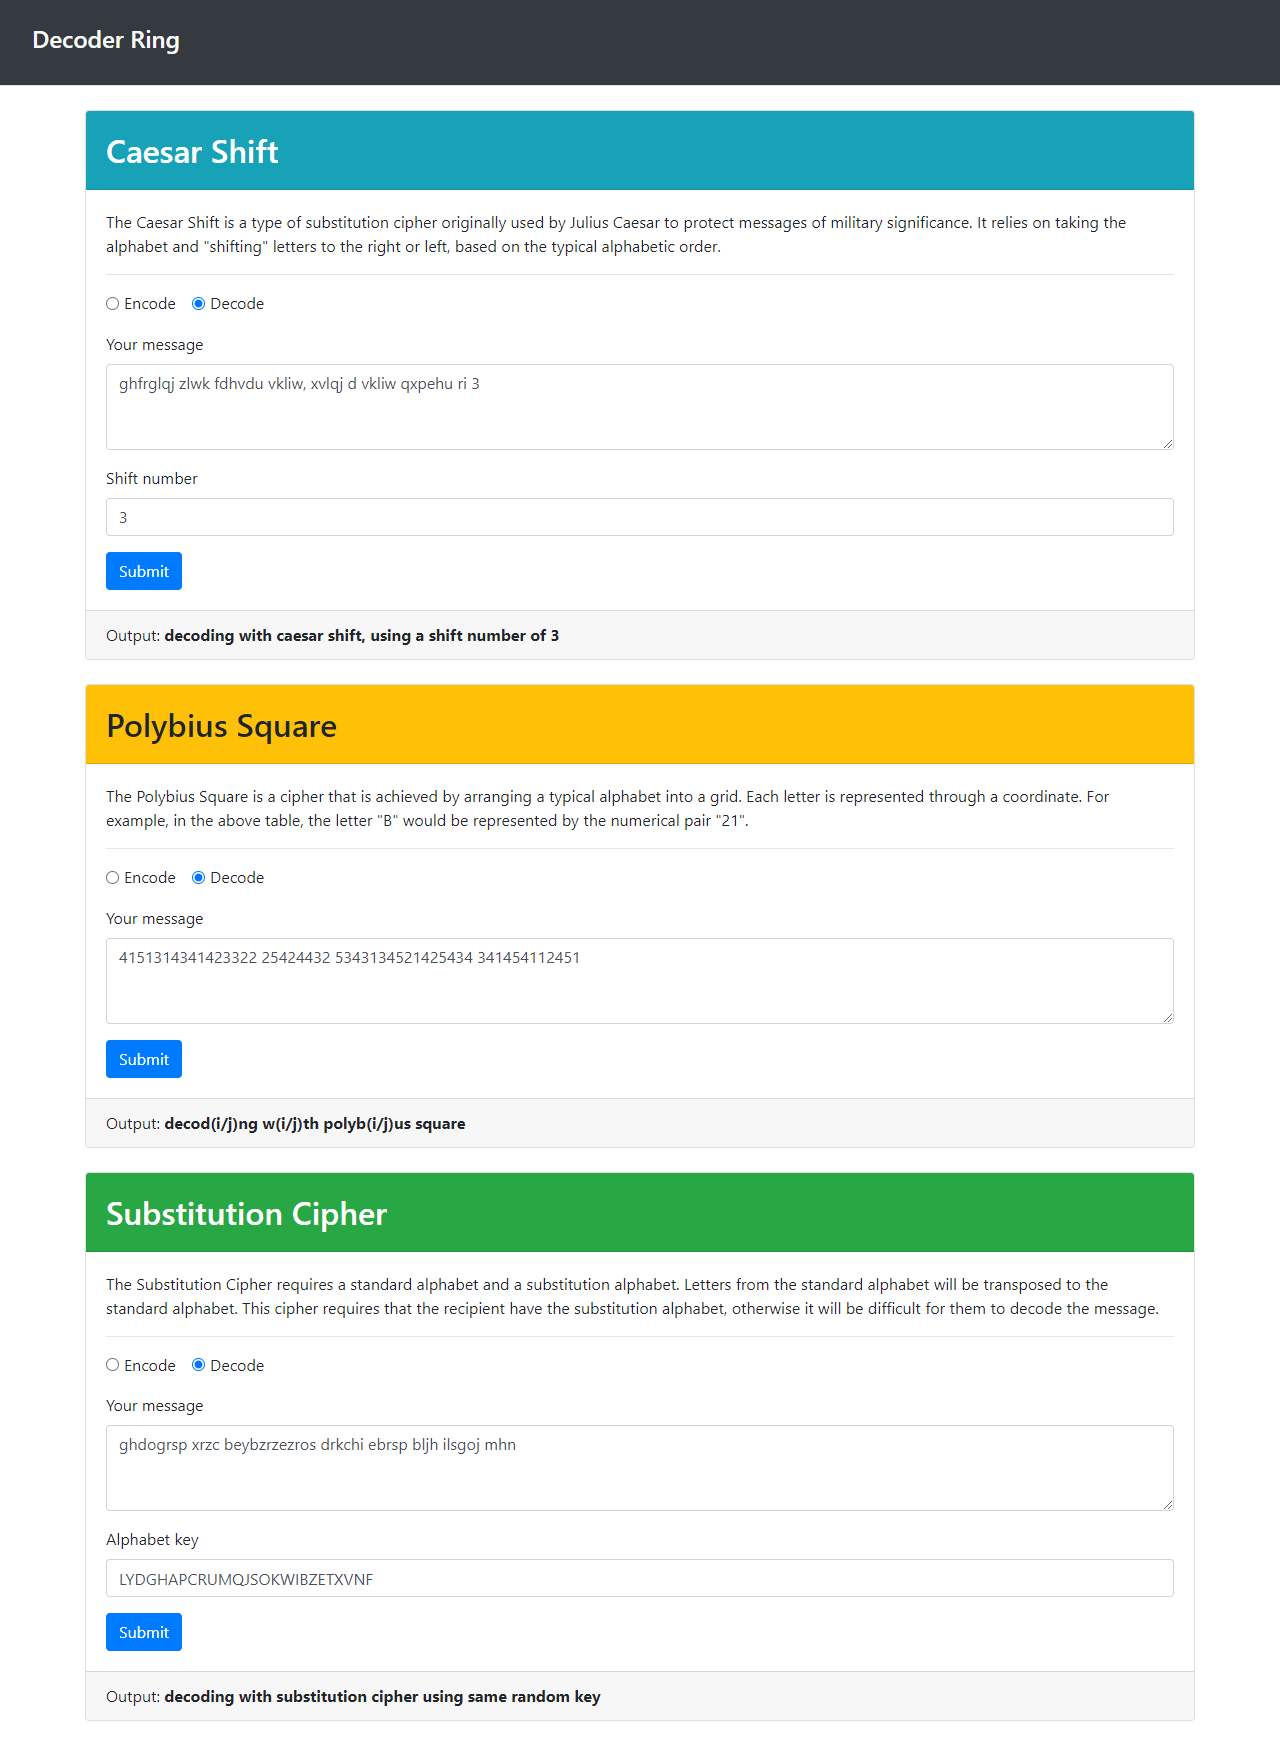 Decoder Ring
Caesar Shift
The Caesar Shift is a type of substitution cipher originally used by Julius Caesar to protect messages of military significance. It relies on taking the
alphabet and "shifting" letters to the right or left, based on the typical alphabetic order.
Encode Decode
Your message
ghfrglqj zlwk fdhvdu vkliw, xvlqj d vkliw qxpehu ri 3
Shift number
3
Submit
Output: decoding with caesar shift, using a shift number of 3
Polybius Square
The Polybius Square is a cipher that is achieved by arranging a typical alphabet into a grid. Each letter is represented through a coordinate. For
example, in the above table, the letter "B" would be represented by the numerical pair "21".
Encode Decode
Your message
4151314341423322 25424432 5343134521425434 341454112451
Submit
Output: decod(i/j)ng w(i/j)th polyb(i/j)us square
Substitution Cipher
The Substitution Cipher requires a standard alphabet and a substitution alphabet. Letters from the standard alphabet will be transposed to the
standard alphabet. This cipher requires that the recipient have the substitution alphabet, otherwise it will be difficult for them to decode the message.
Encode Decode
Your message
ghdogrsp xrzc beybzrzezros drkchi ebrsp bljh ilsgoj mhn
Alphabet key
LYDGHAPCRUMQJSOKWIBZETXVNF
Submit
Output: decoding with substitution cipher using same random key